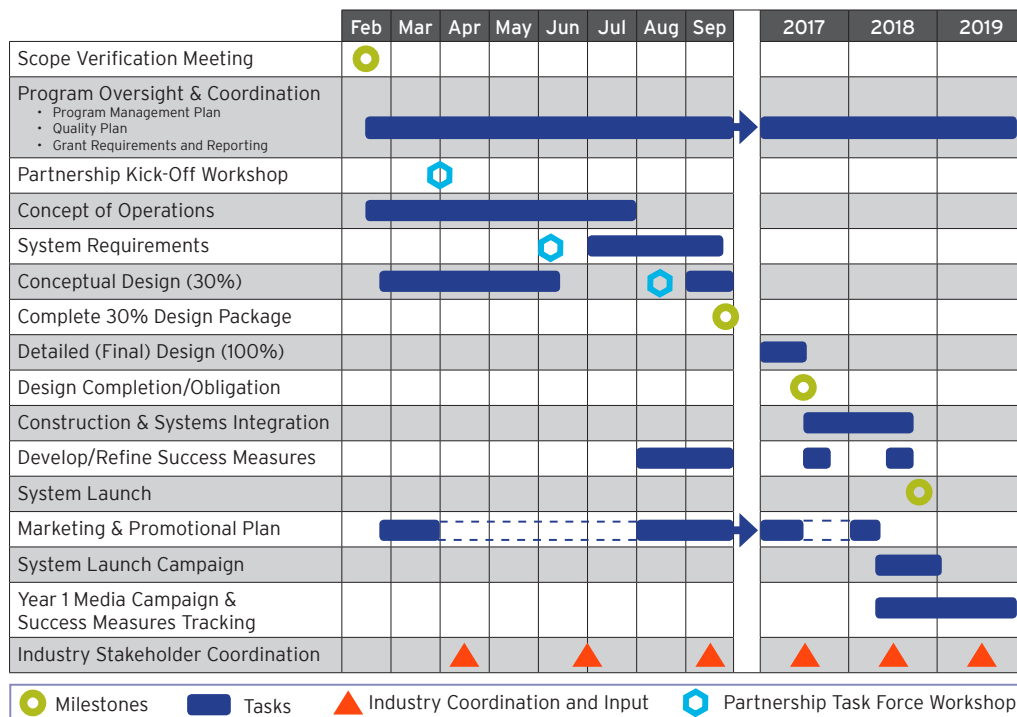 Feb Mar Apr May Jun Jul Aug Sep 2017 2018 2019
Scope Verification Meeting
Program Oversight & Coordination
• Program Management Plan
• Quality Plan
• Grant Requirements and Reporting
Partnership Kick-Off Workshop
Concept of Operations
System Requirements
Conceptual Design (30%)
Complete 30% Design Package
Detailed (Final) Design (100%)
Design Completion/Obligation
Construction & Systems Integration
Develop/Refine Success Measures
System Launch
Marketing & Promotional Plan
System Launch Campaign
Year 1 Media Campaign &
Success Measures Tracking
Industry Stakeholder Coordination
Milestones Tasks Industry Coordination and Input Partnership Task Force Workshop